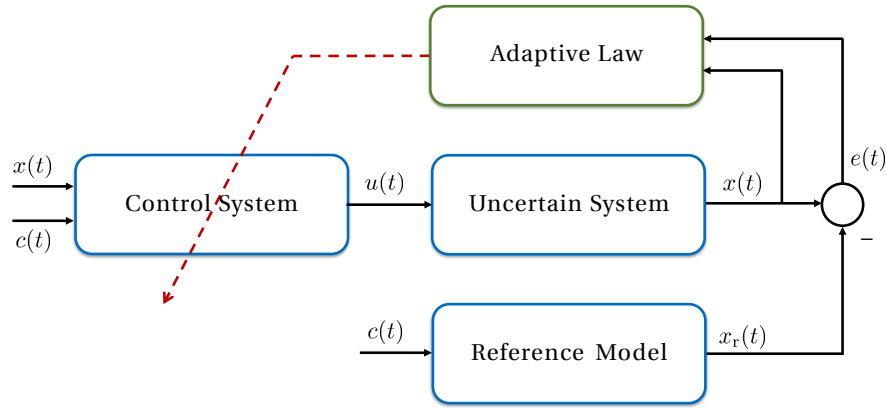 Adaptive Law
x(t)
c(t)
Control System
u(t)
Uncertain System
x(t)
e(t)
–
c(t)
Reference Model
x_r(t)